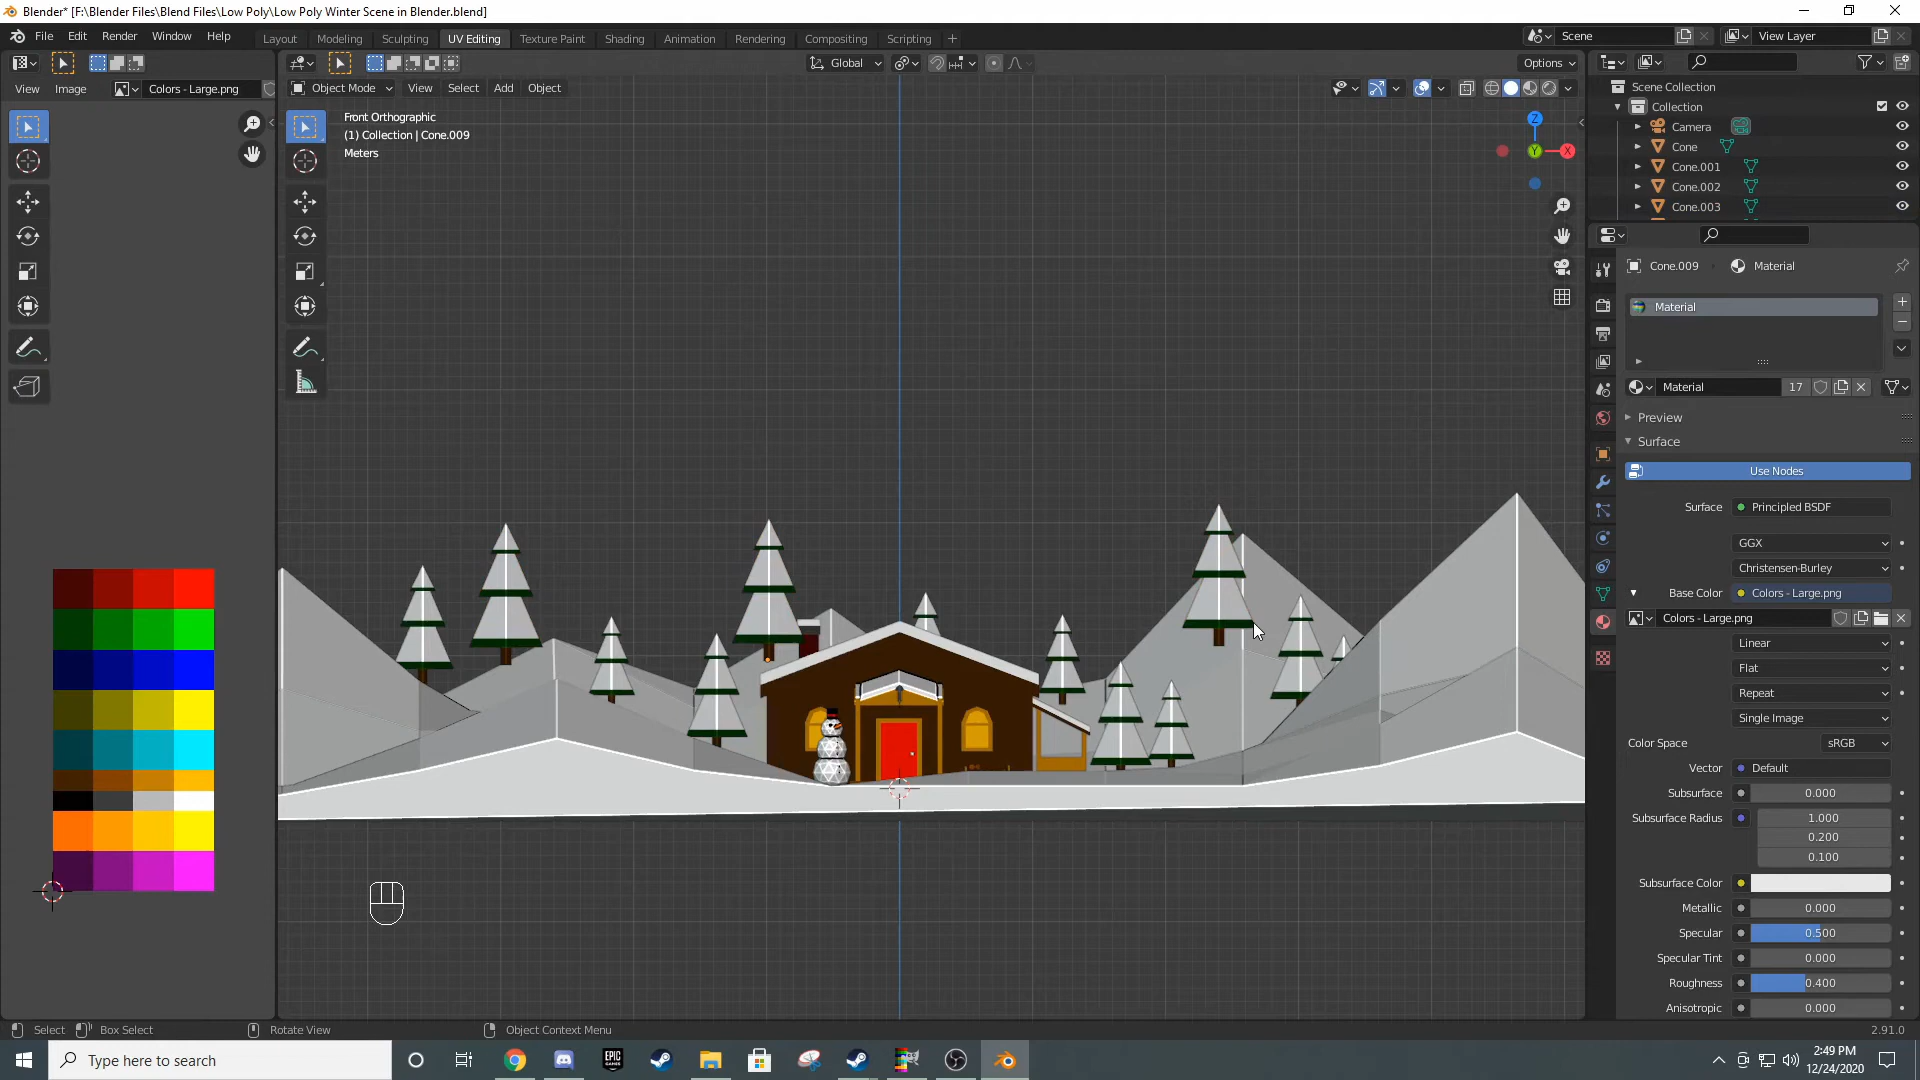 Blender* [F:\Blender Files\Blend Files\Low Poly\Low Poly Winter Scene in Blender.blend]
File Edit Render Window Help
Layout Modeling Sculpting UV Editing Texture Paint Shading Animation Rendering Compositing Scripting
Scene
View Layer
Global
Options
View Image
Colors - Large.png
Object Mode
View Select Add Object
Front Orthographic
(1) Collection | Cone.009
Meters
Z
Y
X
Scene Collection
Collection
Camera
Cone
Cone.001
Cone.002
Cone.003
Cone.009 Material
Material
Material 17
Preview
Surface
Use Nodes
Surface Principled BSDF
GGX
Christensen-Burley
Base Color Colors - Large.png
Colors - Large.png
Linear
Flat
Repeat
Single Image
Color Space sRGB
Vector Default
Subsurface 0.000
Subsurface Radius 1.000
0.200
0.100
Subsurface Color
Metallic 0.000
Specular 0.500
Specular Tint 0.000
Roughness 0.400
Anisotropic 0.000
Select Box Select Rotate View Object Context Menu
2.91.0
Type here to search
EPIC GAMES
2:49 PM
12/24/2020